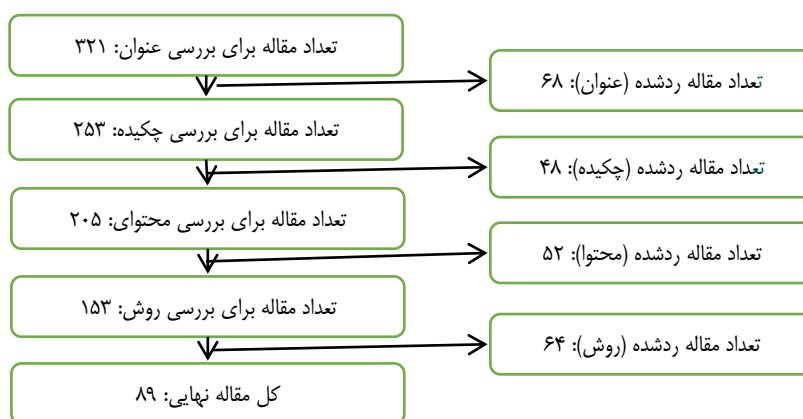 تعداد مقاله برای بررسی عنوان: ۳۲۱
تعداد مقاله ردشده (عنوان): ۶۸
تعداد مقاله برای بررسی چکیده: ۲۵۳
تعداد مقاله ردشده (چکیده): ۴۸
تعداد مقاله برای بررسی محتوای: ۲۰۵
تعداد مقاله ردشده (محتوا): ۵۲
تعداد مقاله برای بررسی روش: ۱۵۳
تعداد مقاله ردشده (روش): ۶۴
کل مقاله نهایی: ۸۹